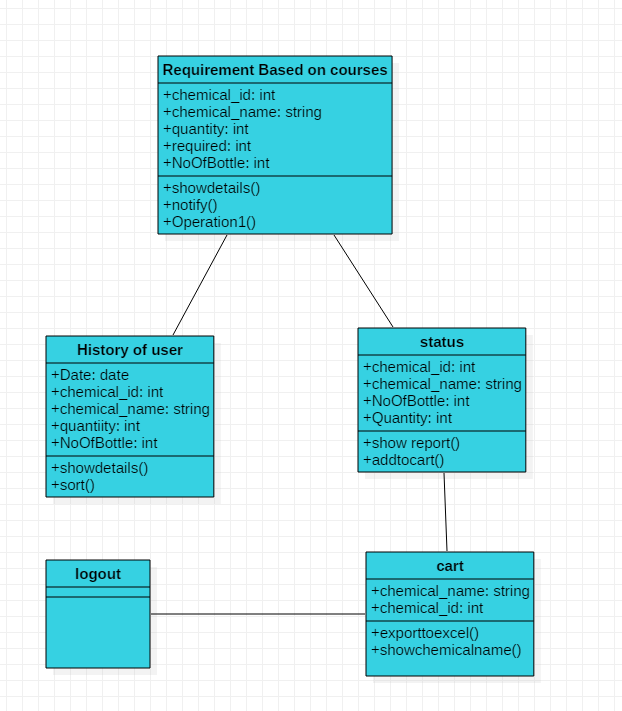 Requirement Based on courses
+chemical_id: int
+chemical_name: string
+quantity: int
+required: int
+NoOfBottle: int
+showdetails()
+notify()
+Operation1()
History of user
+Date: date
+chemical_id: int
+chemical_name: string
+quantiity: int
+NoOfBottle: int
+showdetails()
+sort()
status
+chemical_id: int
+chemical_name: string
+NoOfBottle: int
+Quantity: int
+show report()
+addtocart()
logout
cart
+chemical_name: string
+chemical_id: int
+exporttoexcel()
+showchemicalname()